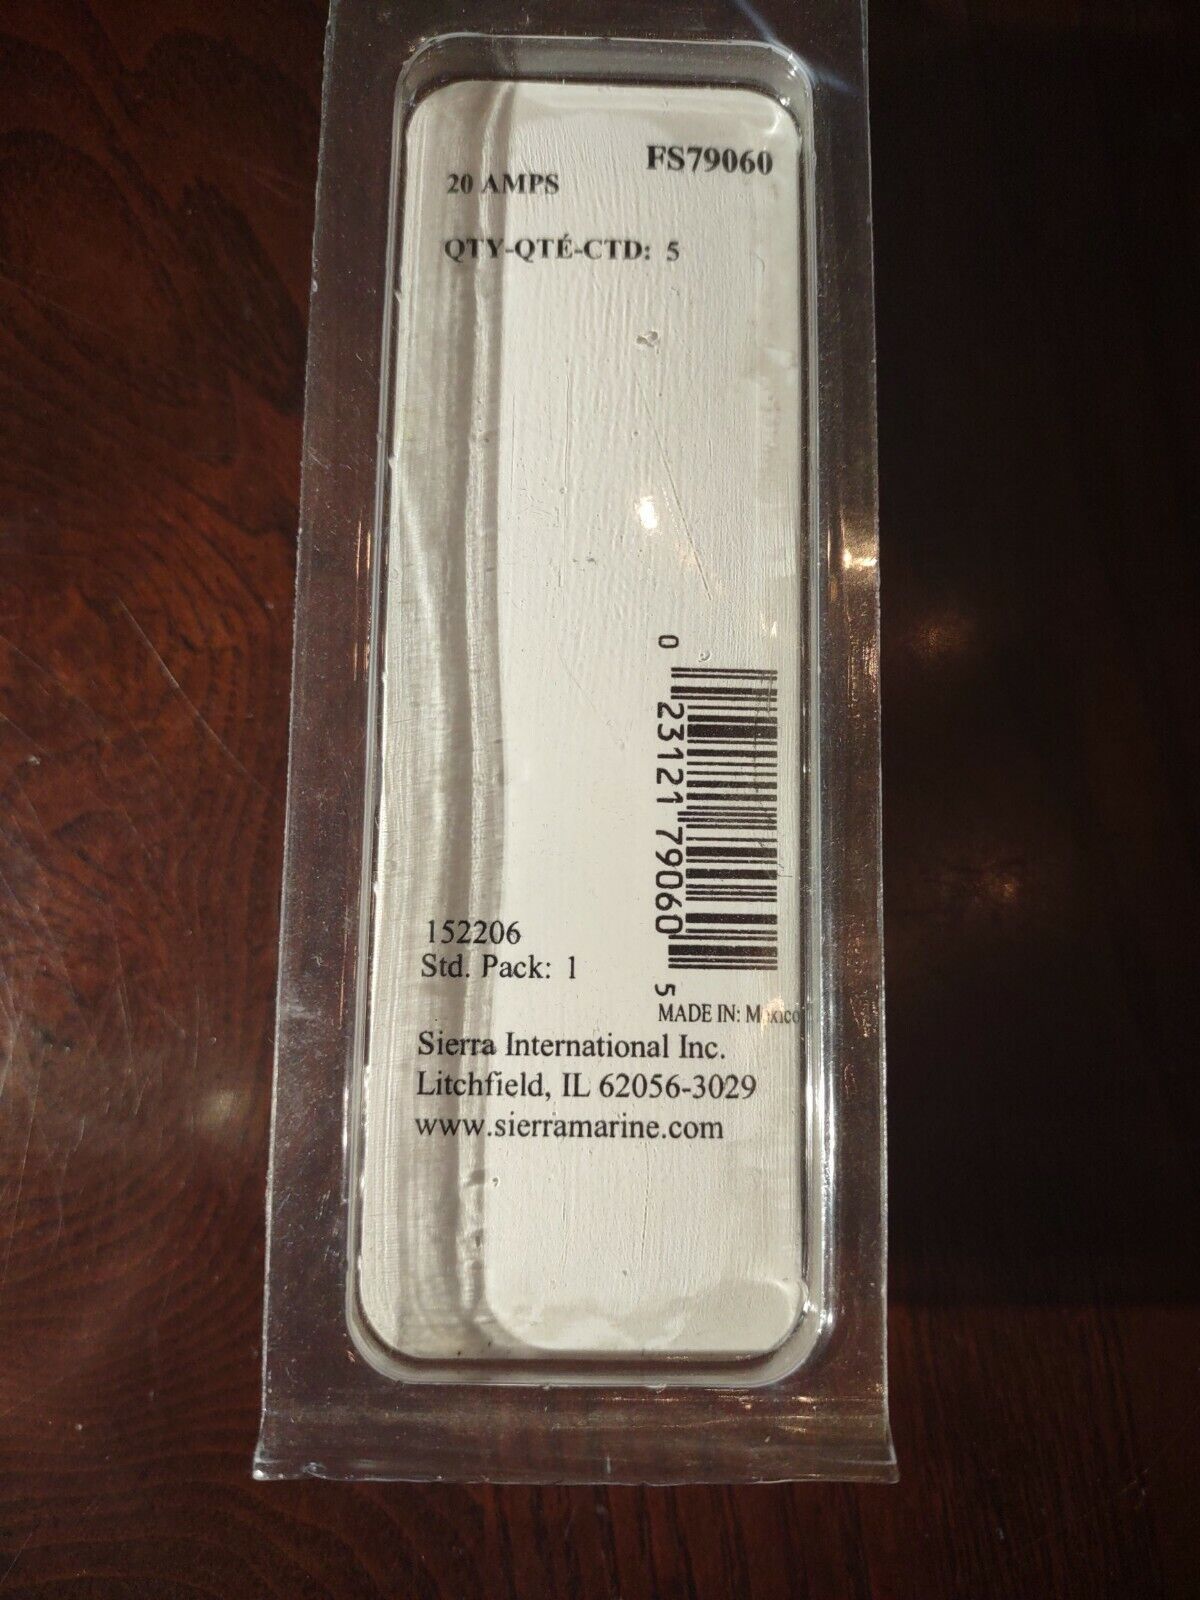 FS79060
20 AMPS
QTY-QTÉ-CTD: 5
0 23121 79060 5
152206
Std. Pack: 1
MADE IN: Mexico
Sierra International Inc.
Litchfield, IL 62056-3029
www.sierramarine.com